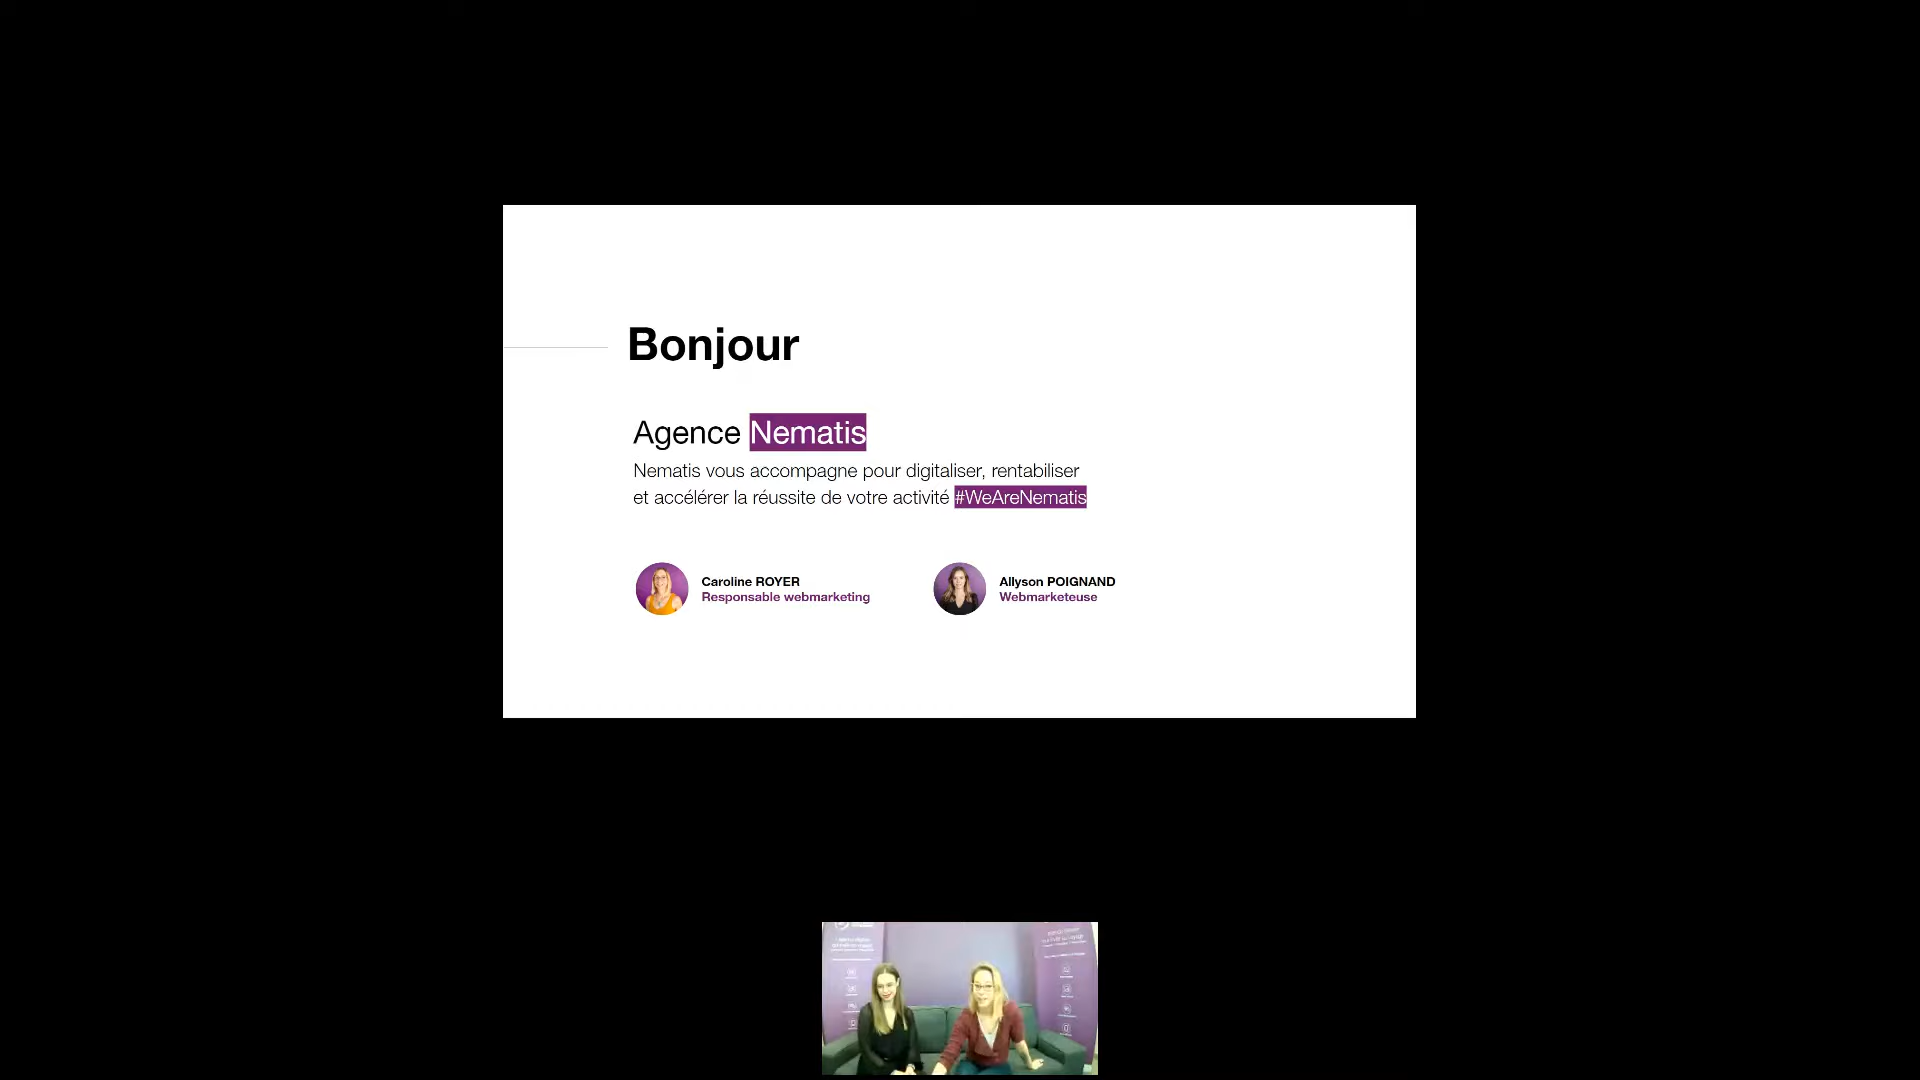 Bonjour
Agence Nematis
Nematis vous accompagne pour digitaliser, rentabiliser
et accélérer la réussite de votre activité #WeAreNematis
Caroline ROYER
Responsable webmarketing
Allyson POIGNAND
Webmarketeuse